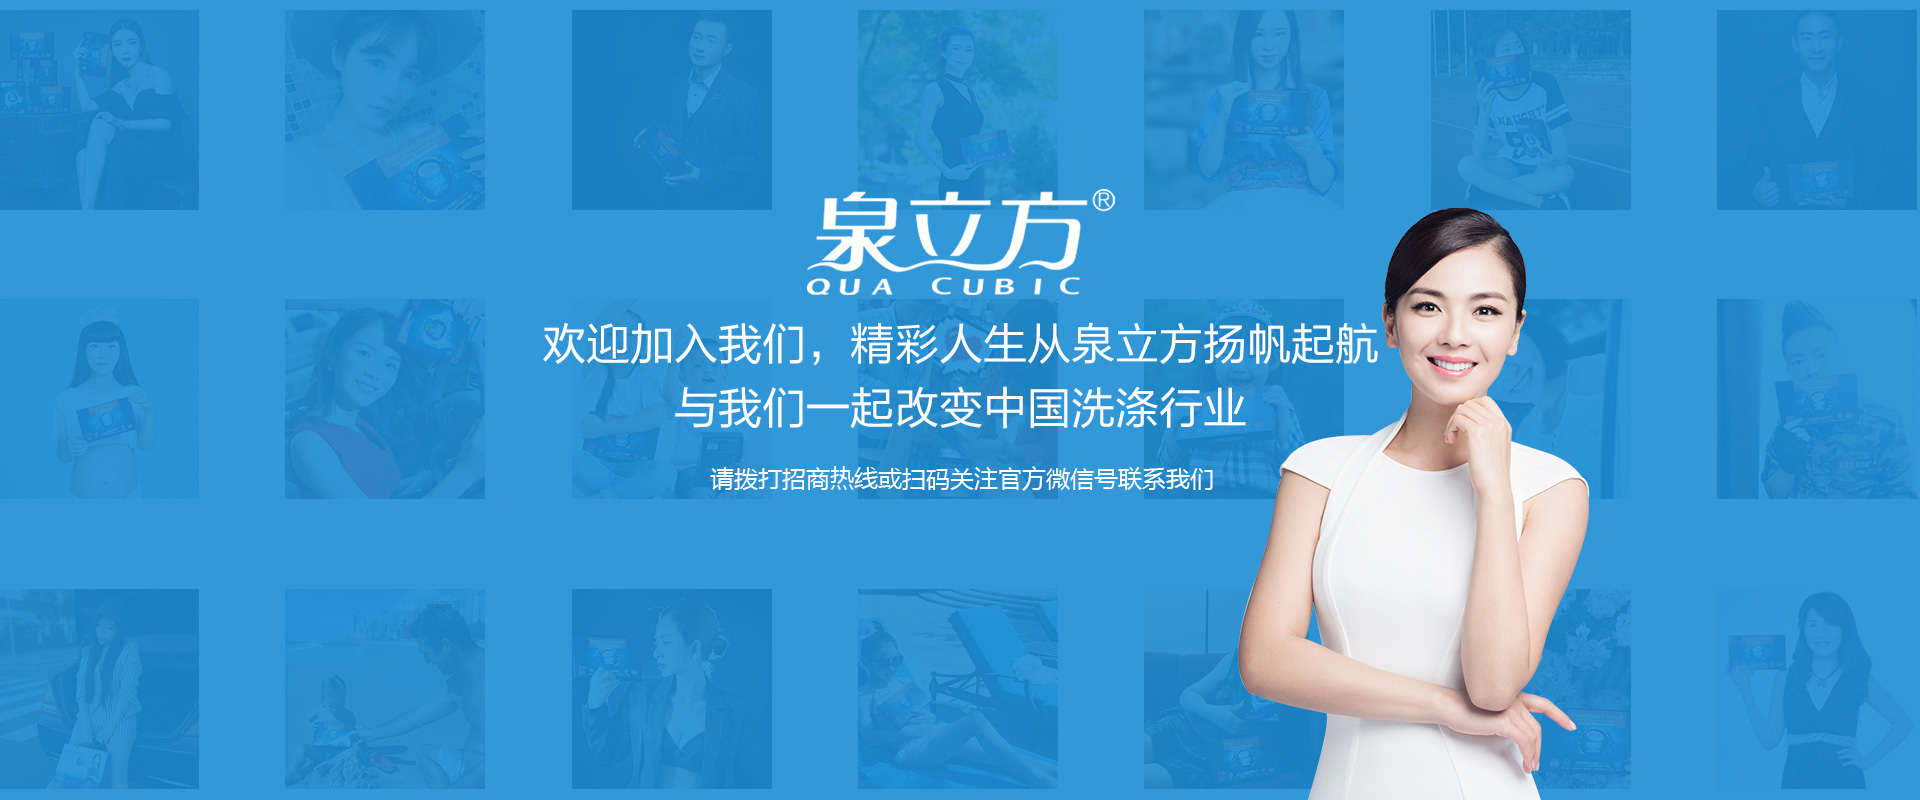 泉立方®
QUA CUBIC
欢迎加入我们，精彩人生从泉立方扬帆起航
与我们一起改变中国洗涤行业
请拨打招商热线或扫码关注官方微信号联系我们
NAUGHTY